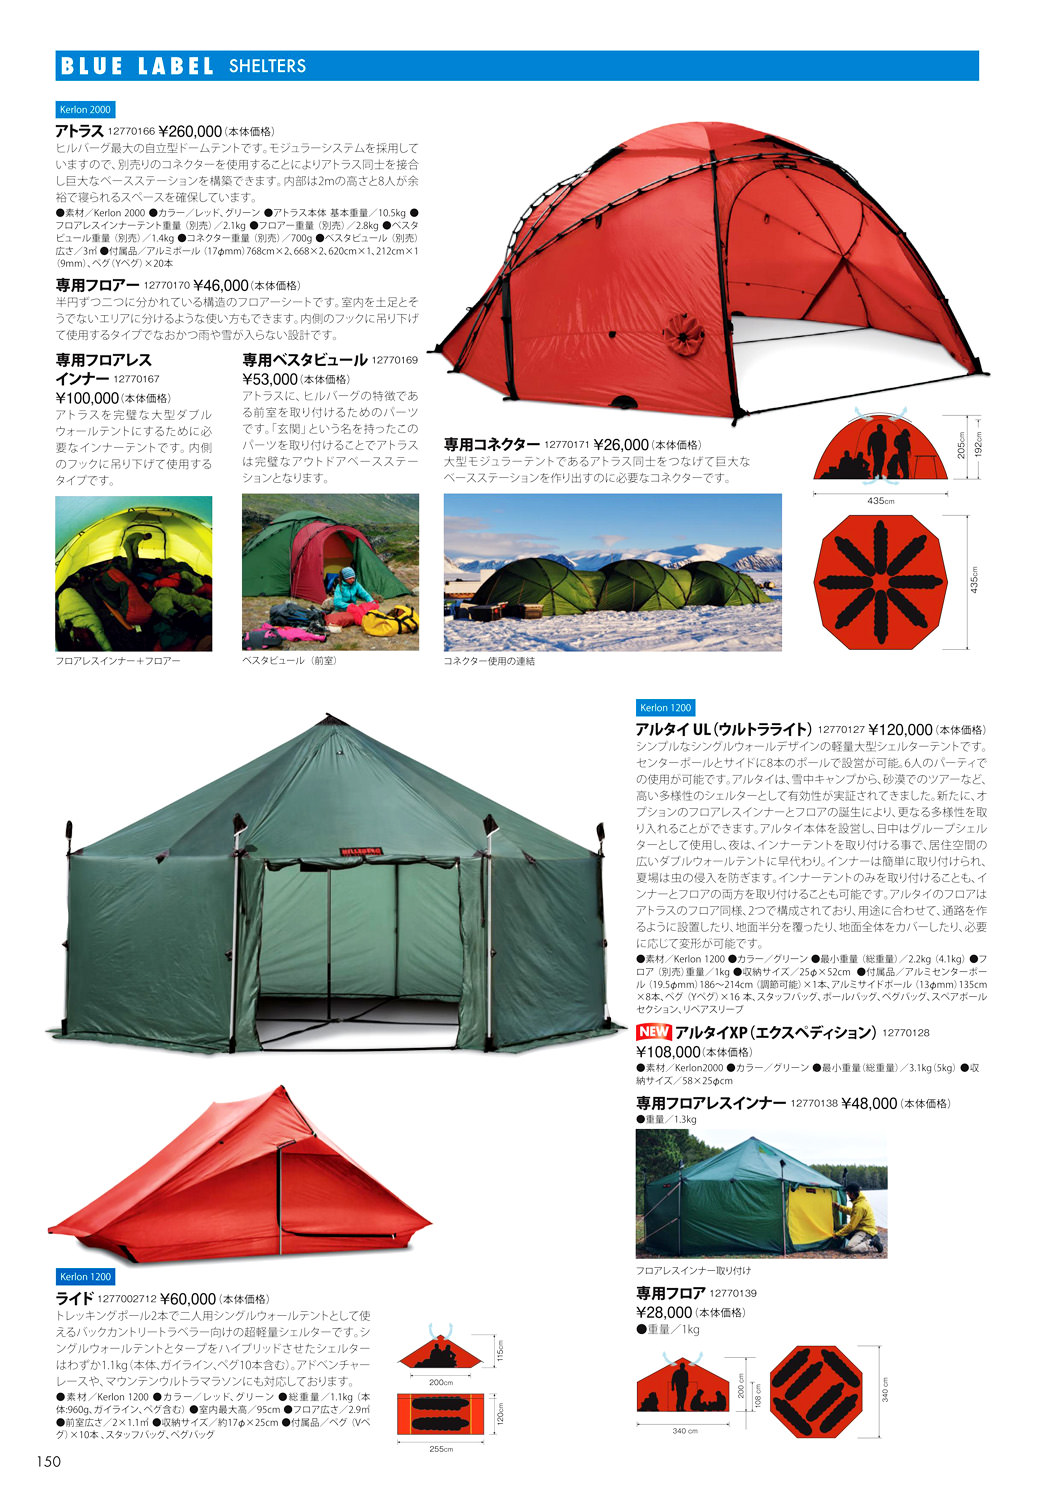 BLUE LABEL SHELTERS
Kerlon 2000
アトラス 12770166 ¥260,000(本体価格)
ヒルバーグ最大の自立型ドームテントです。モジュラーシステムを採用して
いますので、別売りのコネクターを使用することによりアトラス同士を接合
し巨大なベースステーションを構築できます。内部は2mの高さと8人が余
裕で寝られるスペースを確保しています。
●素材／Kerlon 2000 ●カラー／レッド、グリーン ●アトラス本体 基本重量／10.5kg ●
フロアレスインナーテント重量（別売）／2.1kg ●フロアー重量（別売）／2.8kg ●ベスタ
ビュール重量（別売）／1.4kg ●コネクター重量（別売）／700g ●ベスタビュール（別売）
広さ／3㎡ ●付属品／アルミポール（17φmm）768cm×2、668×2、620cm×1、212cm×1
（9mm）、ペグ（Yペグ）×20本
専用フロアー 12770170 ¥46,000(本体価格)
半円ずつ二つに分かれている構造のフロアーシートです。室内を土足とそ
うでないエリアに分けるような使い方もできます。内側のフックに吊り下げ
て使用するタイプでなおかつ雨や雪が入らない設計です。
専用フロアレス
インナー 12770167
¥100,000(本体価格)
アトラスを完璧な大型ダブル
ウォールテントにするために必
要なインナーテントです。内側
のフックに吊り下げて使用する
タイプです。
フロアレスインナー＋フロアー
専用ベスタビュール 12770169
¥53,000(本体価格)
アトラスに、ヒルバーグの特徴であ
る前室を取り付けるためのパーツ
です。「玄関」という名を持ったこの
パーツを取り付けることでアトラス
は完璧なアウトドアベースステー
ションとなります。
ベスタビュール（前室）
専用コネクター 12770171 ¥26,000(本体価格)
大型モジュラーテントであるアトラス同士をつなげて巨大な
ベースステーションを作り出すのに必要なコネクターです。
コネクター使用の連結
205cm
192cm
435cm
435cm
HILLEBERG
Kerlon 1200
アルタイ UL（ウルトラライト） 12770127 ¥120,000(本体価格)
シンプルなシングルウォールデザインの軽量大型シェルターテントです。
センターポールとサイドに8本のポールで設営が可能。6人のパーティで
の使用が可能です。アルタイは、雪中キャンプから、砂漠でのツアーなど、
高い多様性のシェルターとして有効性が実証されてきました。新たに、オ
プションのフロアレスインナーとフロアの誕生により、更なる多様性を取
り入れることができます。アルタイ本体を設営し、日中はグループシェル
ターとして使用し、夜は、インナーテントを取り付ける事で、居住空間の
広いダブルウォールテントに早代わり。インナーは簡単に取り付けられ、
夏場は虫の侵入を防ぎます。インナーテントのみを取り付けることも、イ
ンナーとフロアの両方を取り付けることも可能です。アルタイのフロアは
アトラスのフロア同様、2つで構成されており、用途に合わせて、通路を作
るように設置したり、地面半分を覆ったり、地面全体をカバーしたり、必要
に応じて変形が可能です。
●素材／Kerlon 1200 ●カラー／グリーン ●最小重量（総重量）／2.2kg（4.1kg） ●フ
ロア（別売）重量／1kg ●収納サイズ／25φ×52cm ●付属品／アルミセンターポー
ル（19.5φmm）186～214cm（調節可能）×1本、アルミサイドポール（13φmm）135cm
×8本、ペグ（Yペグ）×16 本、スタッフバッグ、ポールバッグ、ペグバッグ、スペアポール
セクション、リペアスリーブ
NEW アルタイXP（エクスペディション） 12770128
¥108,000(本体価格)
●素材／Kerlon2000 ●カラー／グリーン ●最小重量（総重量）／3.1kg（5kg） ●収
納サイズ／58×25φcm
専用フロアレスインナー 12770138 ¥48,000(本体価格)
●重量／1.3kg
フロアレスインナー取り付け
専用フロア 12770139
¥28,000(本体価格)
●重量／1kg
200 cm
108 cm
340 cm
340 cm
Kerlon 1200
ライド 1277002712 ¥60,000(本体価格)
トレッキングポール2本で二人用シングルウォールテントとして使
えるバックカントリートラベラー向けの超軽量シェルターです。シ
ングルウォールテントとタープをハイブリッドさせたシェルター
はわずか1.1kg（本体、ガイライン、ペグ10本含む）。アドベンチャー
レースや、マウンテンウルトラマラソンにも対応しております。
●素材／Kerlon 1200 ●カラー／レッド、グリーン ●総重量／1.1kg（本
体:960g、ガイライン、ペグ含む） ●室内最大高／95cm ●フロア広さ／2.9㎡
●前室広さ／2×1.1㎡ ●収納サイズ／約17φ×25cm ●付属品／ペグ（Vペ
グ）×10本、スタッフバッグ、ペグバッグ
115cm
200cm
120cm
255cm
150